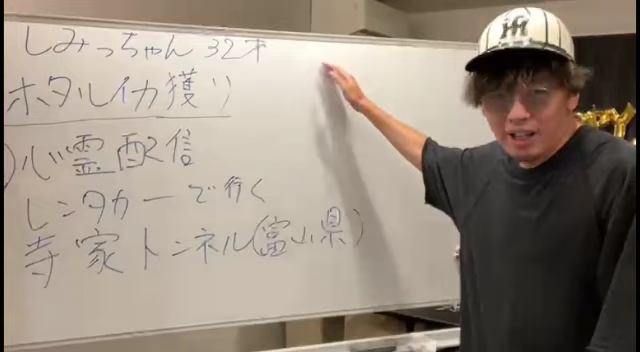 しみっちゃん 32才
ホタルイカ獲り
)心霊配信
レンタカーで行く
寺家トンネル(富山県)